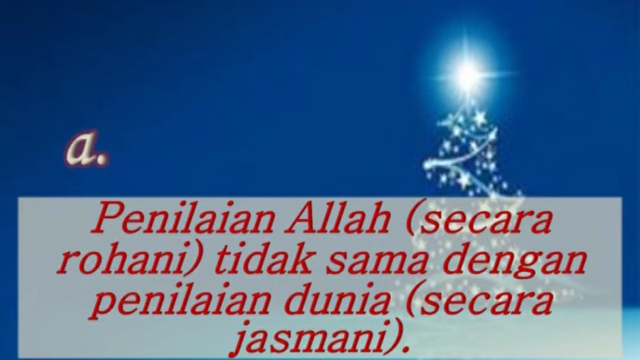 a.
Penilaian Allah (secara
rohani) tidak sama dengan
penilaian dunia (secara
jasmani).